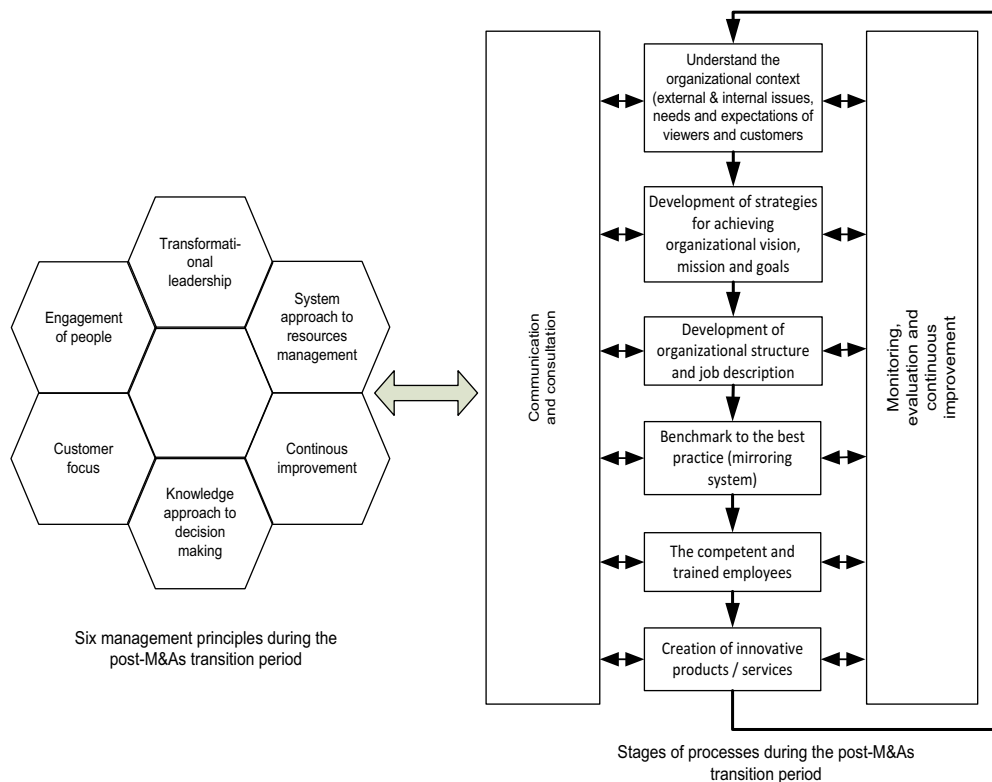 Transformati-
onal
leadership
Engagement
of people
System
approach to
resources
management
Customer
focus
Continous
improvement
Knowledge
approach to
decision
making
Six management principles during the
post-M&As transition period
Communication
and consultation
Understand the
organizational context
(external & internal issues,
needs and expectations of
viewers and customers
Development of strategies
for achieving
organizational vision,
mission and goals
Development of
organizational structure
and job description
Benchmark to the best
practice (mirroring
system)
The competent and
trained employees
Creation of innovative
products / services
Monitoring,
evaluation and
continuous
improvement
Stages of processes during the post-M&As
transition period